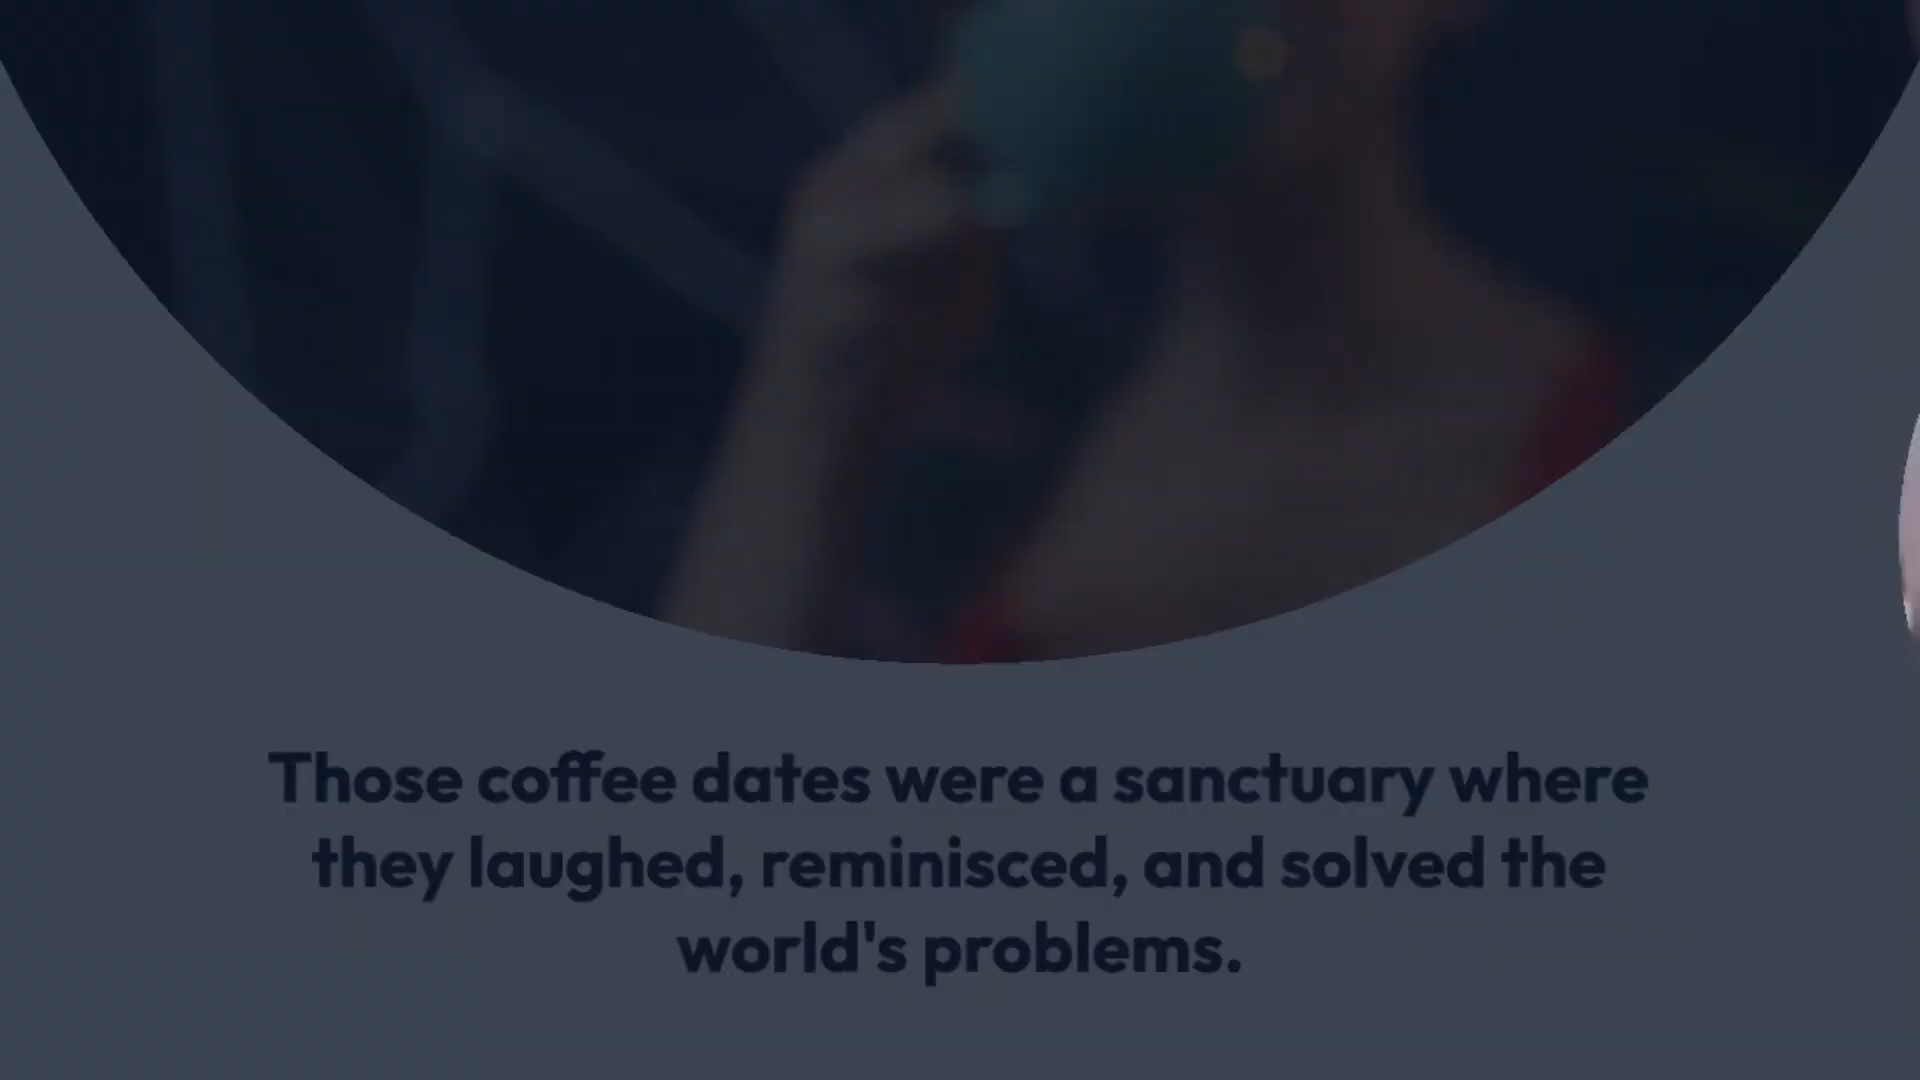 Those coffee dates were a sanctuary where
they laughed, reminisced, and solved the
world's problems.